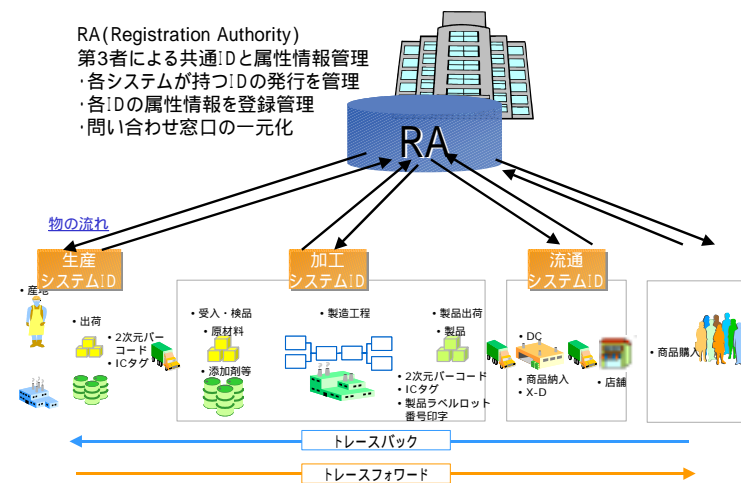 RA(Registration Authority)
第3者による共通IDと属性情報管理
・各システムが持つIDの発行を管理
・各IDの属性情報を登録管理
・問い合わせ窓口の一元化
RA
物の流れ
生産
システムID
加工
システムID
流通
システムID
・産地
・出荷
・2次元バー
コード
・ICタグ
・受入・検品
・原材料
・添加剤等
・製造工程
・製品出荷
・製品
・2次元バーコード
・ICタグ
・製品ラベルロット
番号印字
・DC
・商品納入
・X-D
・店舗
・商品購入
トレースバック
トレースフォワード